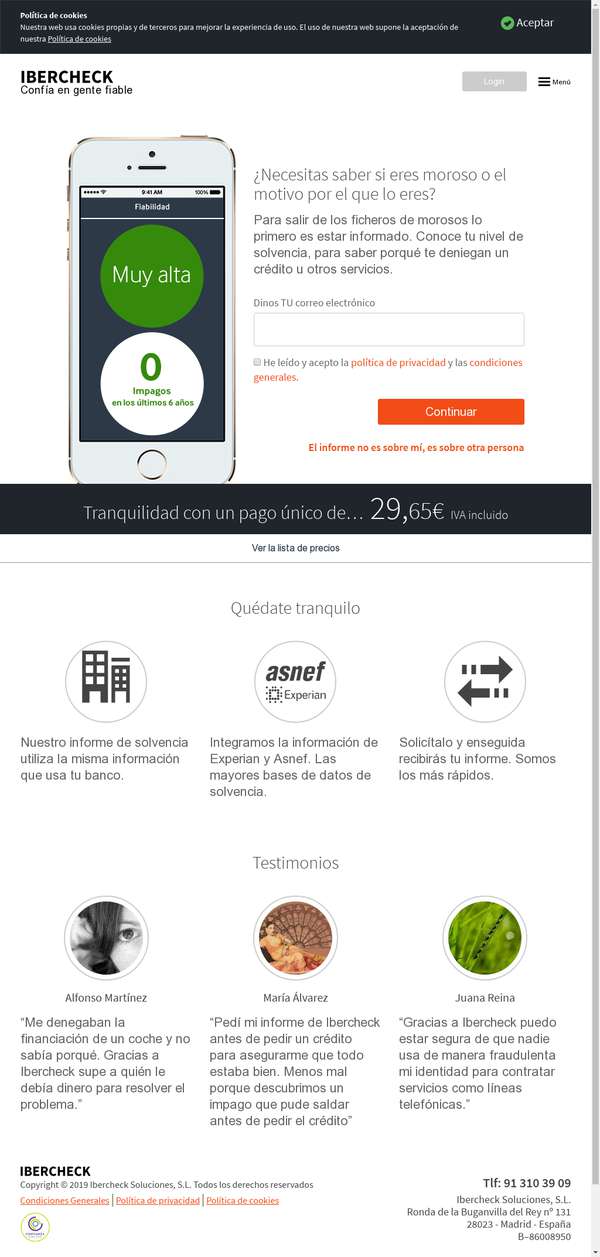 Política de cookies
Nuestra web usa cookies propias y de terceros para mejorar la experiencia de uso. El uso de nuestra web supone la aceptación de
nuestra Política de cookies
Aceptar
IBERCHECK
Confía en gente fiable
Login
Menú
9:41 AM
100%
Fiabilidad
Muy alta
0
Impagos
en los últimos 6 años
¿Necesitas saber si eres moroso o el
motivo por el que lo eres?
Para salir de los ficheros de morosos lo
primero es estar informado. Conoce tu nivel de
solvencia, para saber porqué te deniegan un
crédito u otros servicios.
Dinos TU correo electrónico
He leído y acepto la política de privacidad y las condiciones
generales.
Continuar
El informe no es sobre mí, es sobre otra persona
Tranquilidad con un pago único de... 29,65€ IVA incluido
Ver la lista de precios
Quédate tranquilo
asnef
Experian
Nuestro informe de solvencia
utiliza la misma información
que usa tu banco.
Integramos la información de
Experian y Asnef. Las
mayores bases de datos de
solvencia.
Solicítalo y enseguida
recibirás tu informe. Somos
los más rápidos.
Testimonios
Alfonso Martínez
“Me denegaban la
financiación de un coche y no
sabía porqué. Gracias a
Ibercheck supe a quién le
debía dinero para resolver el
problema.”
María Álvarez
“Pedí mi informe de Ibercheck
antes de pedir un crédito
para asegurarme que todo
estaba bien. Menos mal
porque descubrimos un
impago que pude saldar
antes de pedir el crédito”
Juana Reina
“Gracias a Ibercheck puedo
estar segura de que nadie
usa de manera fraudulenta
mi identidad para contratar
servicios como líneas
telefónicas.”
IBERCHECK
Copyright © 2019 Ibercheck Soluciones, S.L. Todos los derechos reservados
Condiciones Generales | Política de privacidad | Política de cookies
Tlf: 91 310 39 09
Ibercheck Soluciones, S.L.
Ronda de la Buganvilla del Rey nº 131
28023 - Madrid - España
B–86008950